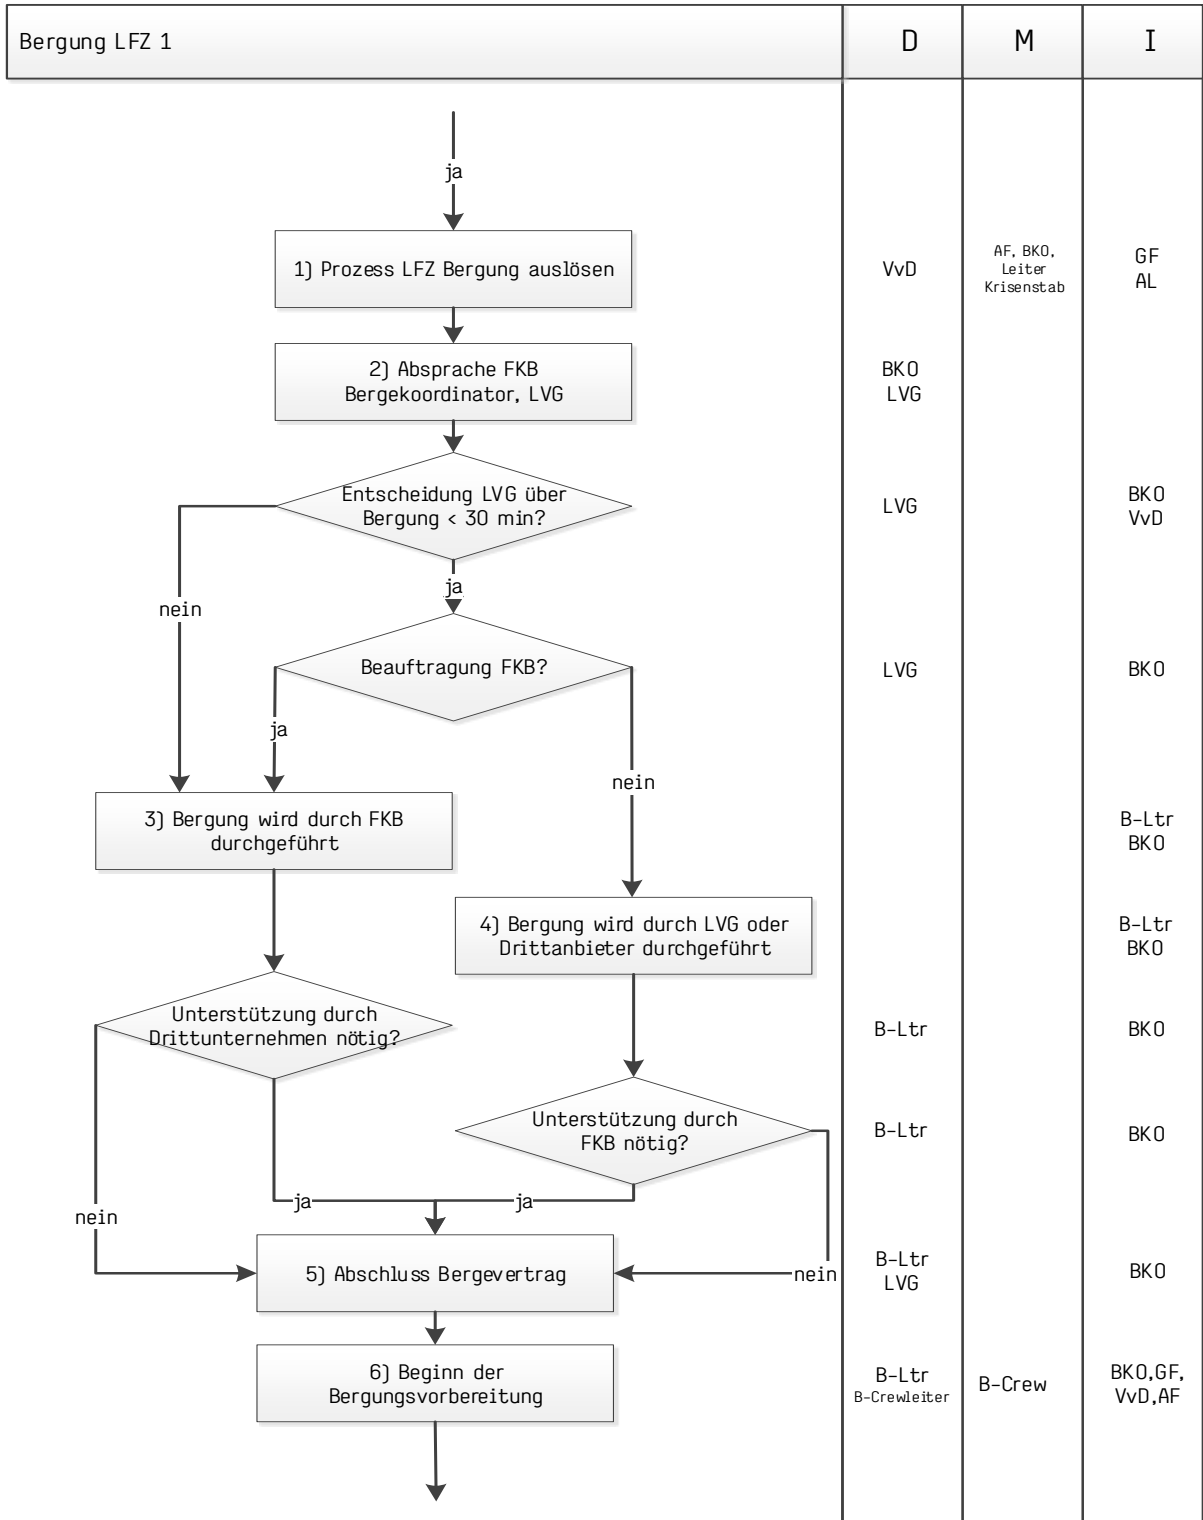 Bergung LFZ 1
D
M
I
ja
1) Prozess LFZ Bergung auslösen
VvD
AF, BKO,
Leiter
Krisenstab
GF
AL
2) Absprache FKB
Bergekoordinator, LVG
BKO
LVG
Entscheidung LVG über
Bergung < 30 min?
LVG
BKO
VvD
ja
nein
Beauftragung FKB?
LVG
BKO
ja
nein
3) Bergung wird durch FKB
durchgeführt
B-Ltr
BKO
4) Bergung wird durch LVG oder
Drittanbieter durchgeführt
B-Ltr
BKO
Unterstützung durch
Drittunternehmen nötig?
B-Ltr
BKO
Unterstützung durch
FKB nötig?
B-Ltr
BKO
ja
ja
nein
5) Abschluss Bergevertrag
nein
B-Ltr
LVG
BKO
6) Beginn der
Bergungsvorbereitung
B-Ltr
B-Crewleiter
B-Crew
BKO,GF,
VvD,AF